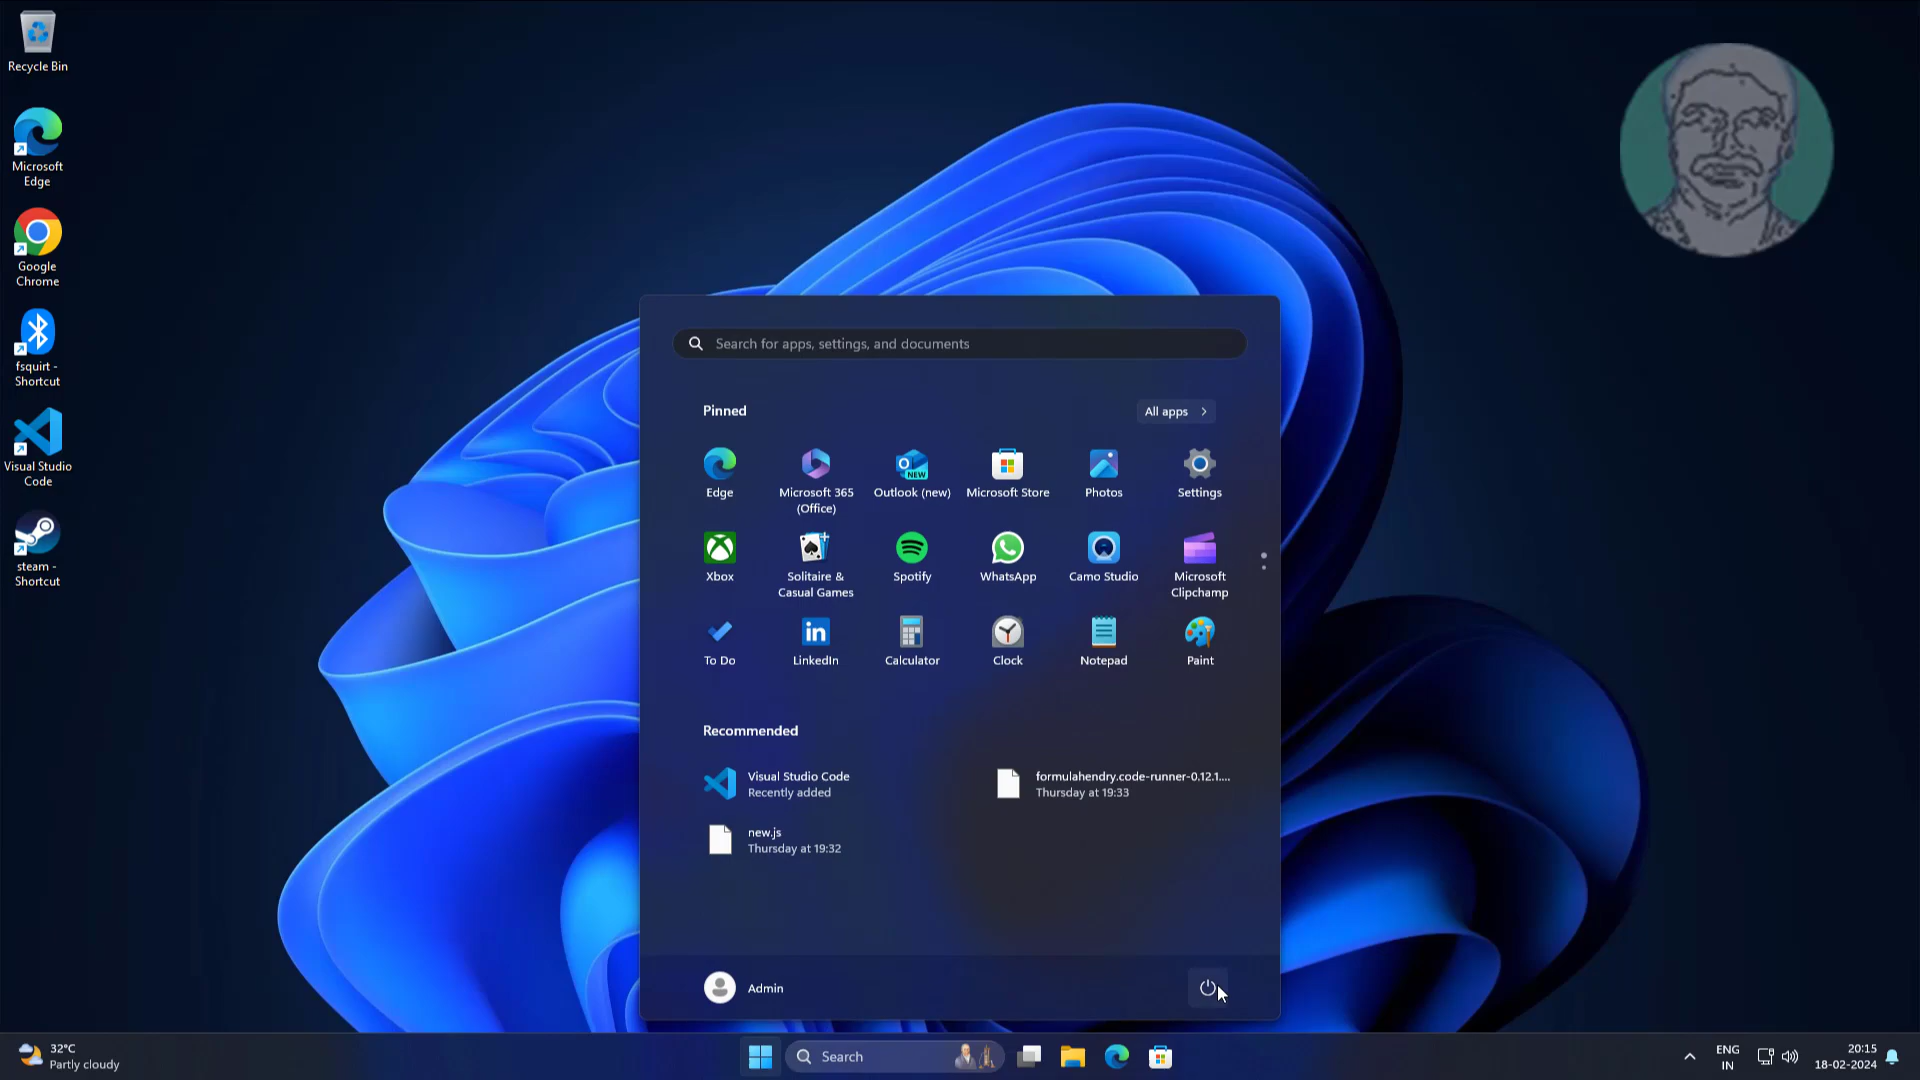 Recycle Bin
Microsoft
Edge
Google
Chrome
fsquirt -
Shortcut
Visual Studio
Code
steam -
Shortcut
Search for apps, settings, and documents
Pinned
All apps
Edge
Microsoft 365
(Office)
Outlook (new)
NEW
Microsoft Store
Photos
Settings
Xbox
Solitaire &
Casual Games
Spotify
WhatsApp
Camo Studio
Microsoft
Clipchamp
To Do
LinkedIn
in
Calculator
Clock
Notepad
Paint
Recommended
Visual Studio Code
Recently added
formulahendry.code-runner-0.12.1....
Thursday at 19:33
new.js
Thursday at 19:32
Admin
32°C
Partly cloudy
Search
ENG
IN
20:15
18-02-2024